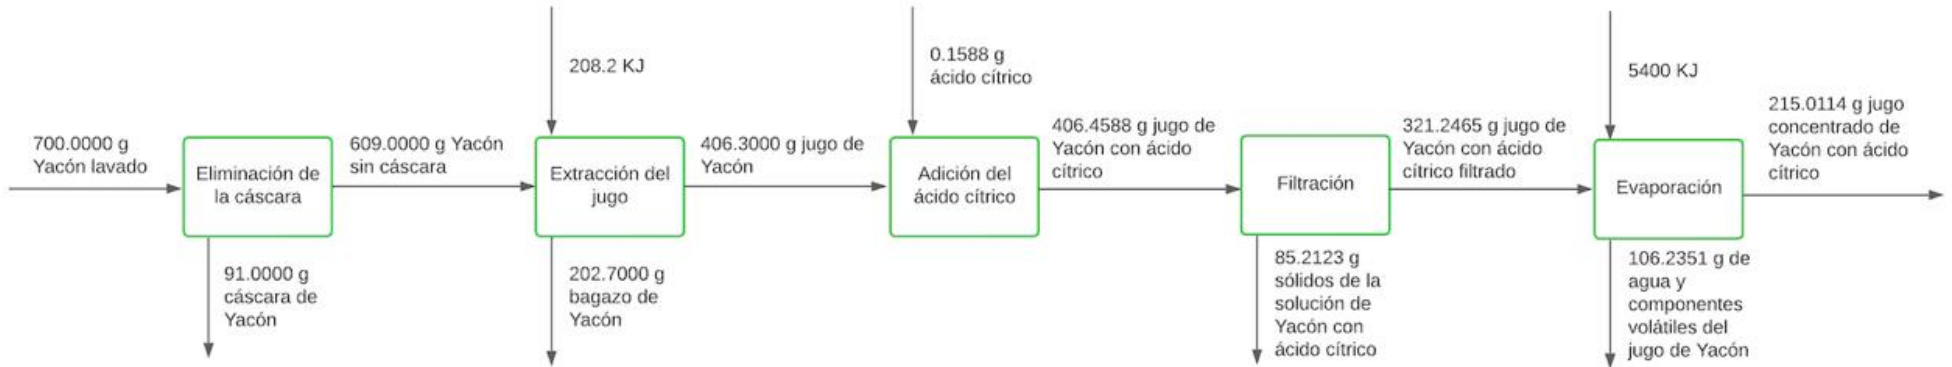 700.0000 g
Yacón lavado
Eliminación de
la cáscara
91.0000 g
cáscara de
Yacón
609.0000 g Yacón
sin cáscara
208.2 KJ
Extracción del
jugo
202.7000 g
bagazo de
Yacón
406.3000 g jugo de
Yacón
0.1588 g
ácido cítrico
Adición del
ácido cítrico
406.4588 g jugo de
Yacón con ácido
cítrico
Filtración
85.2123 g
sólidos de la
solución de
Yacón con
ácido cítrico
321.2465 g jugo de
Yacón con ácido
cítrico filtrado
5400 KJ
Evaporación
106.2351 g de
agua y
componentes
volátiles del
jugo de Yacón
215.0114 g jugo
concentrado de
Yacón con ácido
cítrico